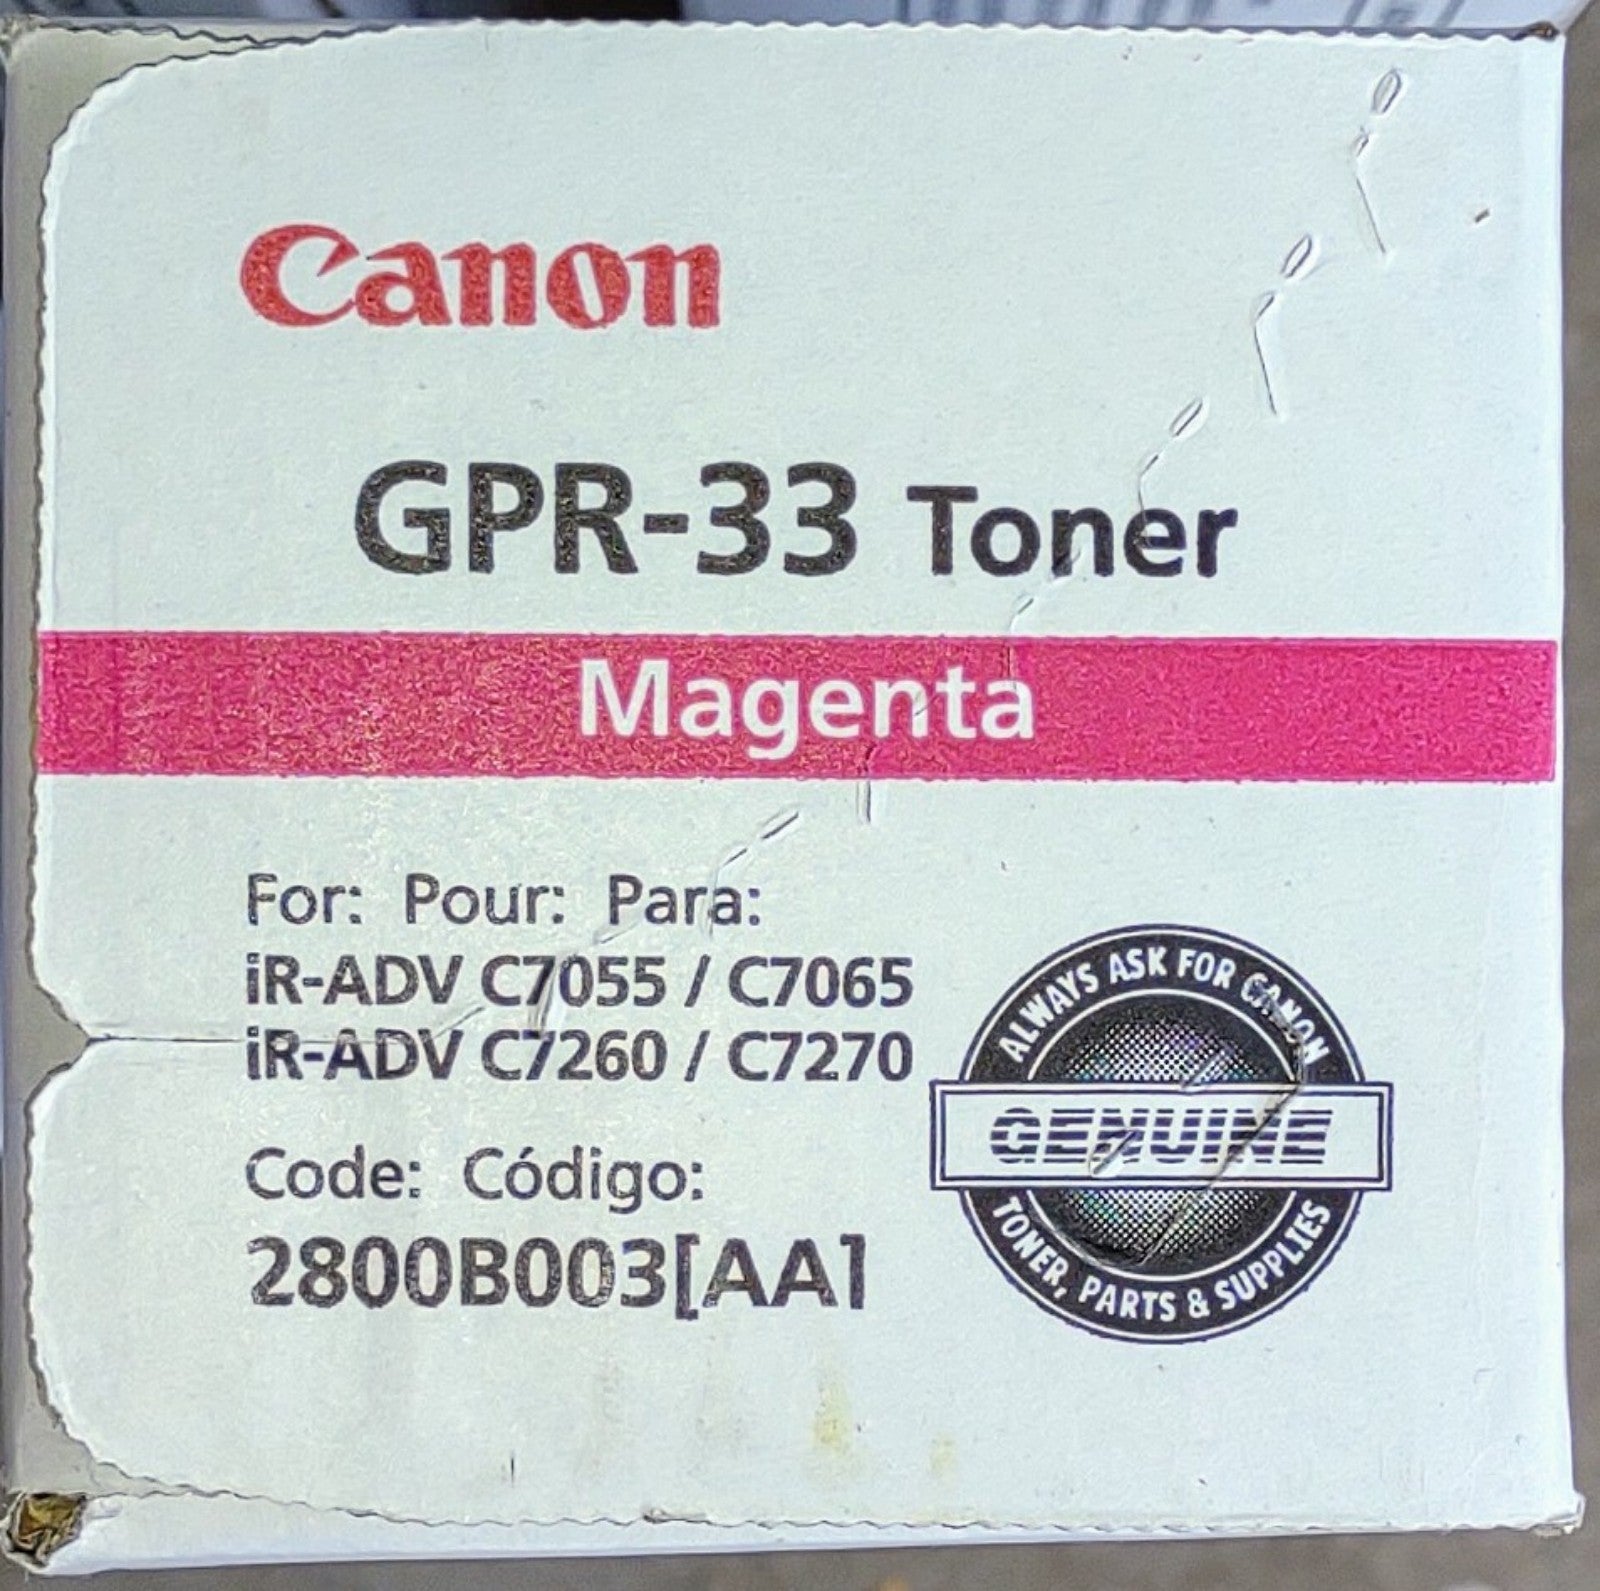 Canon
GPR-33 Toner
Magenta
For: Pour: Para:
iR-ADV C7055 / C7065
iR-ADV C7260 / C7270
Code: Código:
2800B003[AA]
ALWAYS ASK FOR CANON
GENUINE
TONER, PARTS & SUPPLIES